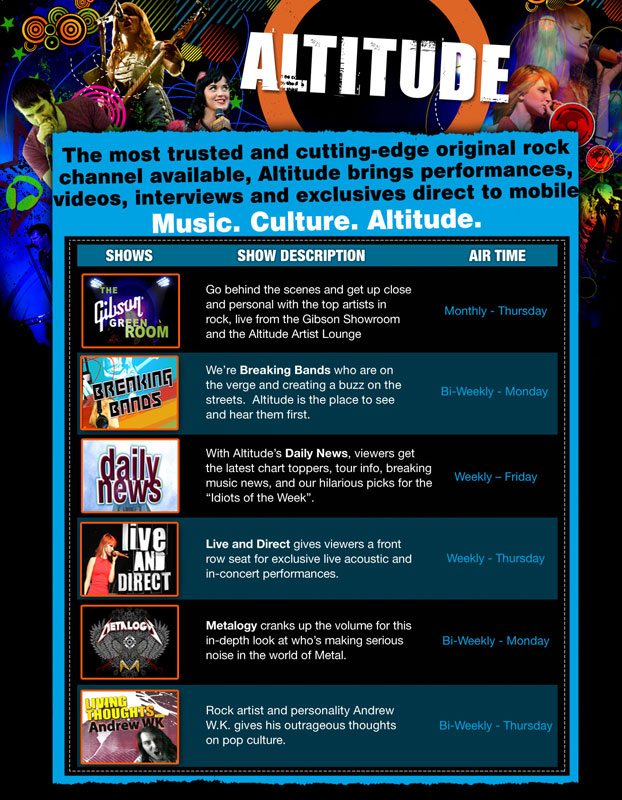 ALTITUDE
The most trusted and cutting-edge original rock
channel available, Altitude brings performances,
videos, interviews and exclusives direct to mobile
Music. Culture. Altitude.
SHOWS SHOW DESCRIPTION AIR TIME
THE
Gibson
GREEN
ROOM
Go behind the scenes and get up close
and personal with the top artists in
rock, live from the Gibson Showroom
and the Altitude Artist Lounge
Monthly - Thursday
BREAKING
BANDS
We’re Breaking Bands who are on
the verge and creating a buzz on the
streets.  Altitude is the place to see
and hear them first.
Bi-Weekly - Monday
daily
news
With Altitude’s Daily News, viewers get
the latest chart toppers, tour info, breaking
music news, and our hilarious picks for the
“Idiots of the Week”.
Weekly – Friday
live
AND
DIRECT
Live and Direct gives viewers a front
row seat for exclusive live acoustic and
in-concert performances.
Weekly - Thursday
METALOGY
Metalogy cranks up the volume for this
in-depth look at who’s making serious
noise in the world of Metal.
Bi-Weekly - Monday
LIVING
THOUGHTS
Andrew WK
Rock artist and personality Andrew
W.K. gives his outrageous thoughts
on pop culture.
Bi-Weekly - Thursday